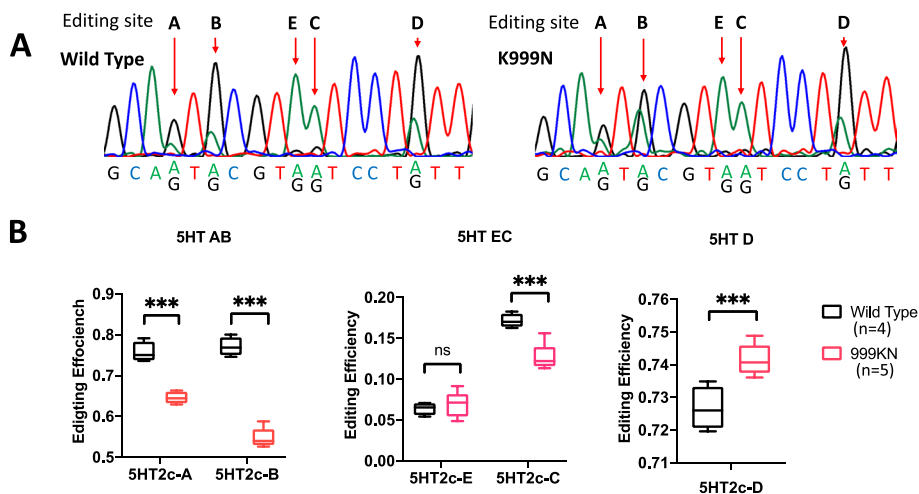 A
Editing site A B E C D
Wild Type
G C A A T A C G T A A T C C T A T T
G G G G G
Editing site A B E C D
K999N
G C A A T A C G T A A T C C T A T T
G G G G G
B
5HT AB
Edigting Effociench
0.9
0.8
0.7
0.6
0.5
***
***
5HT2c-A 5HT2c-B
5HT EC
Editing Efficiency
0.20
0.15
0.10
0.05
0.00
ns
***
5HT2c-E 5HT2c-C
5HT D
Editing Efficiency
0.76
0.75
0.74
0.73
0.72
0.71
***
5HT2c-D
Wild Type
(n=4)
999KN
(n=5)